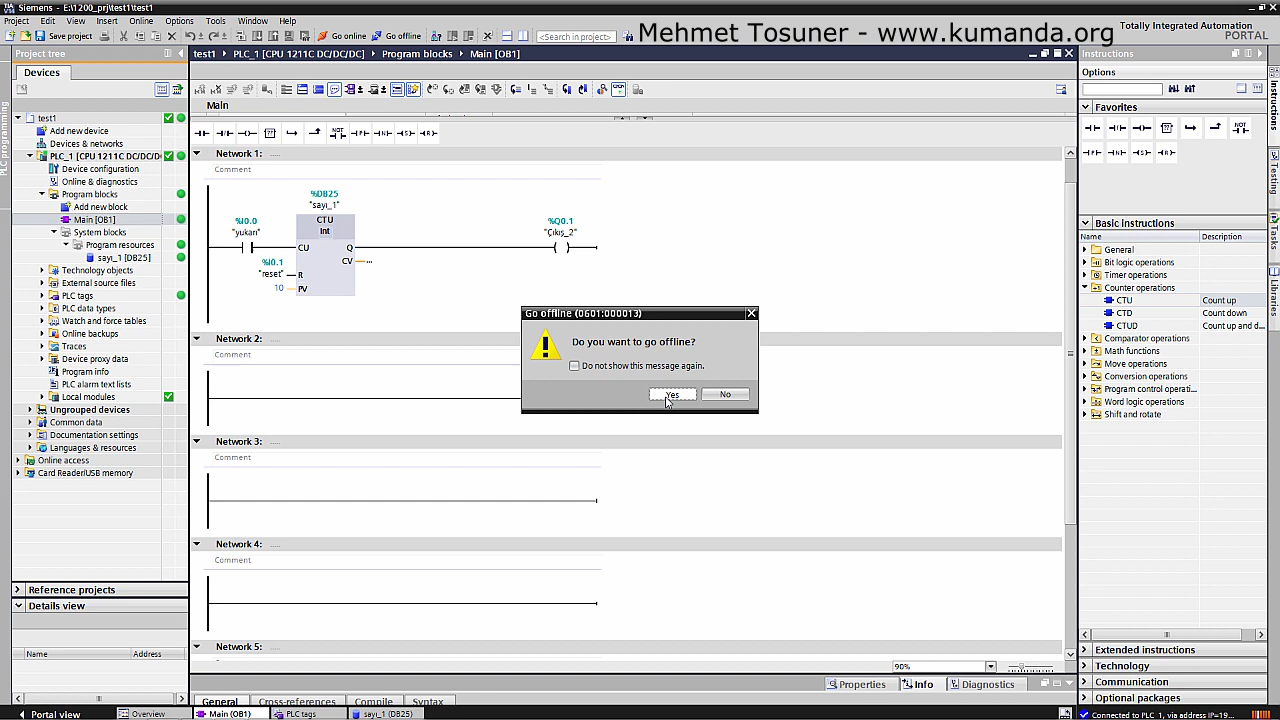 Siemens - E:\1200_prj\test1\test1
Project Edit View Insert Online Options Tools Window Help
Mehmet Tosuner - www.kumanda.org
Totally Integrated Automation
PORTAL
Save project
Go online
Go offline
<Search in project>
Project tree
test1 PLC_1 [CPU 1211C DC/DC/DC] Program blocks Main [OB1]
Instructions
Devices
Options
PLC programming
test1
Add new device
Devices & networks
PLC_1 [CPU 1211C DC/DC/D
Device configuration
Online & diagnostics
Program blocks
Add new block
Main [OB1]
System blocks
Program resources
sayı_1 [DB25]
Technology objects
External source files
PLC tags
PLC data types
Watch and force tables
Online backups
Traces
Device proxy data
Program info
PLC alarm text lists
Local modules
Ungrouped devices
Common data
Documentation settings
Languages & resources
Online access
Card Reader/USB memory
Reference projects
Details view
Name Address
Main
Network 1: .....
Comment
%DB25
"sayı_1"
%I0.0
"yukarı"
CTU
Int
%Q0.1
"Çıkış_2"
CU Q
CV ...
%I0.1
"reset" R
10 PV
Network 2: .....
Comment
Network 3: .....
Comment
Network 4: .....
Comment
Network 5: .....
Go offline (0601:000013)
Do you want to go offline?
Do not show this message again.
Yes No
90%
Properties Info Diagnostics
General Cross-references Compile Syntax
Favorites
NOT
Basic instructions
Name Description
General
Bit logic operations
Timer operations
Counter operations
CTU Count up
CTD Count down
CTUD Count up and d...
Comparator operations
Math functions
Move operations
Conversion operations
Program control operati...
Word logic operations
Shift and rotate
Extended instructions
Technology
Communication
Optional packages
Instructions
Testing
Tasks
Libraries
Portal view Overview Main (OB1) PLC tags sayı_1 (DB25) Connected to PLC_1, via address IP=19...